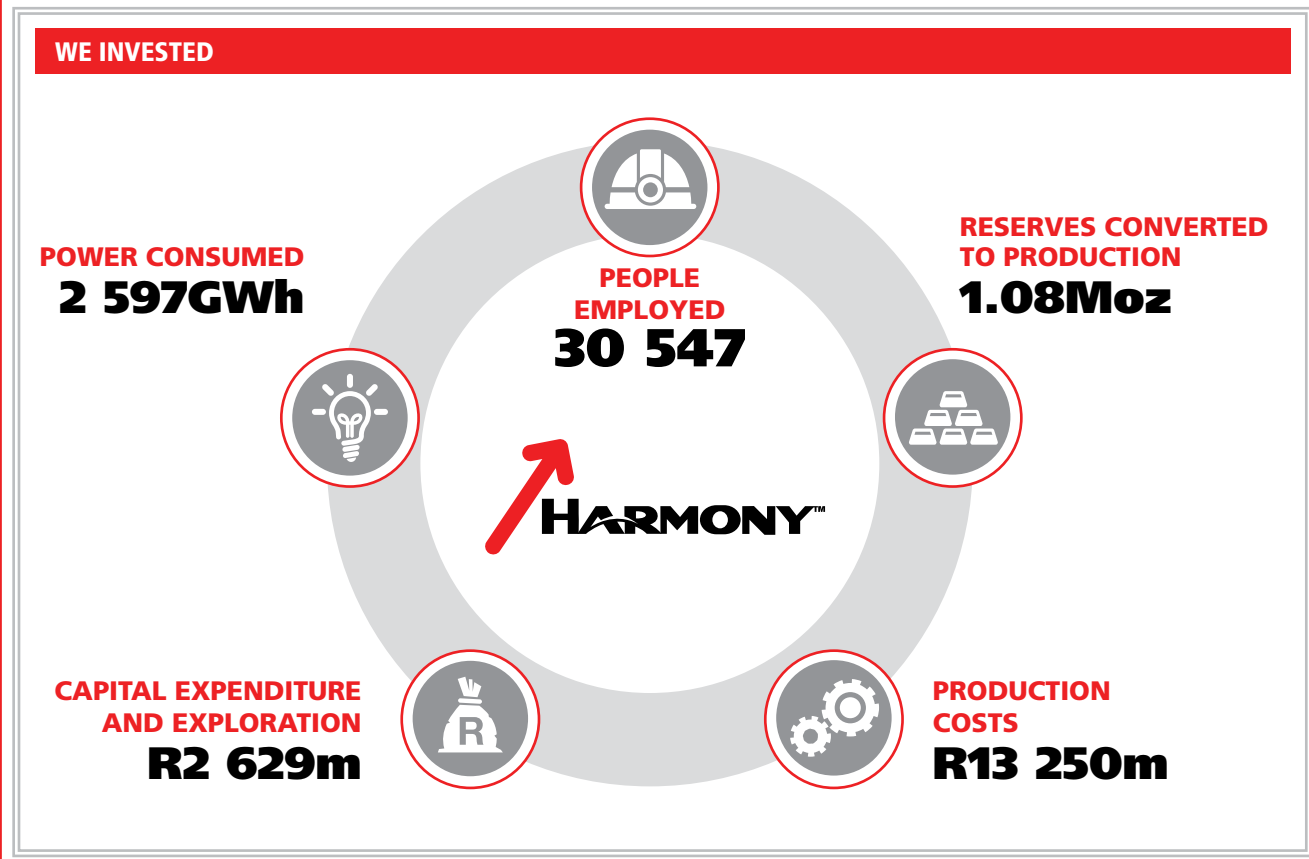 WE INVESTED
POWER CONSUMED
2 597GWh
PEOPLE
EMPLOYED
30 547
RESERVES CONVERTED
TO PRODUCTION
1.08Moz
HARMONY™
CAPITAL EXPENDITURE
AND EXPLORATION
R2 629m
R
PRODUCTION
COSTS
R13 250m